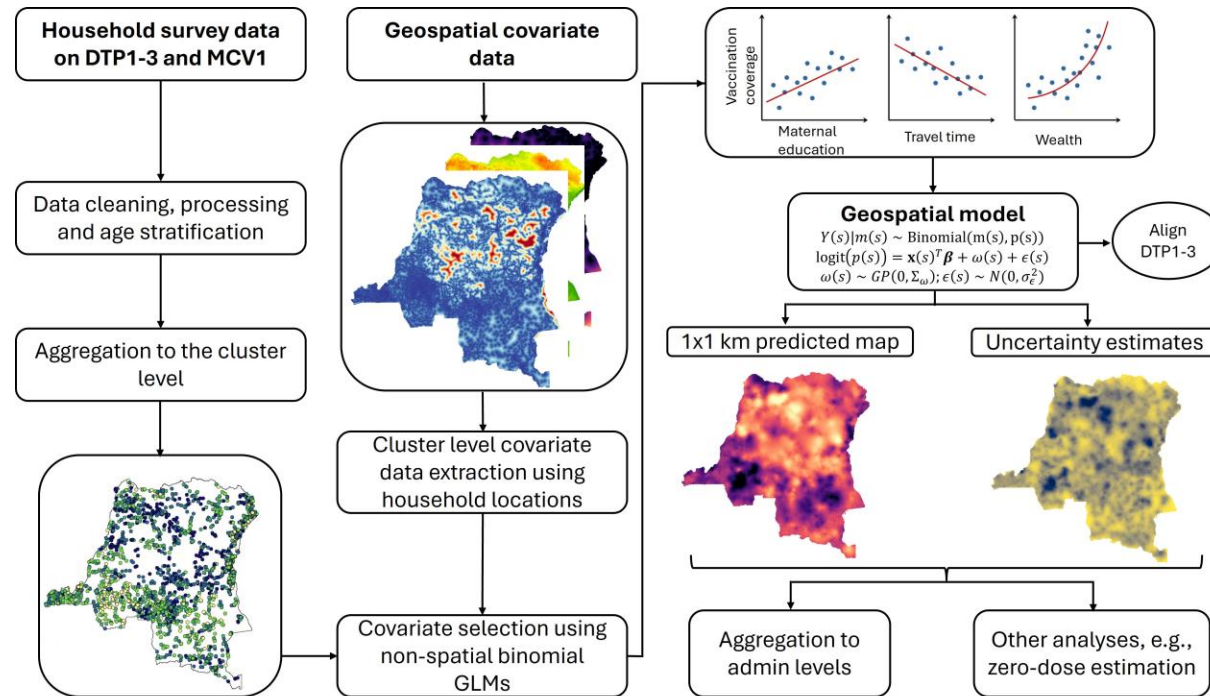 Household survey data
on DTP1-3 and MCV1
Data cleaning, processing
and age stratification
Aggregation to the cluster
level
Geospatial covariate
data
Cluster level covariate
data extraction using
household locations
Covariate selection using
non-spatial binomial
GLMs
Vaccination
coverage
Maternal
education
Travel time
Wealth
Geospatial model
Y(s)|m(s) ~ Binomial(m(s), p(s))
logit(p(s)) = x(s)ᵀβ + ω(s) + ϵ(s)
ω(s) ~ GP(0, Σ_ω); ϵ(s) ~ N(0, σ_ϵ²)
Align
DTP1-3
1x1 km predicted map
Uncertainty estimates
Aggregation to
admin levels
Other analyses, e.g.,
zero-dose estimation